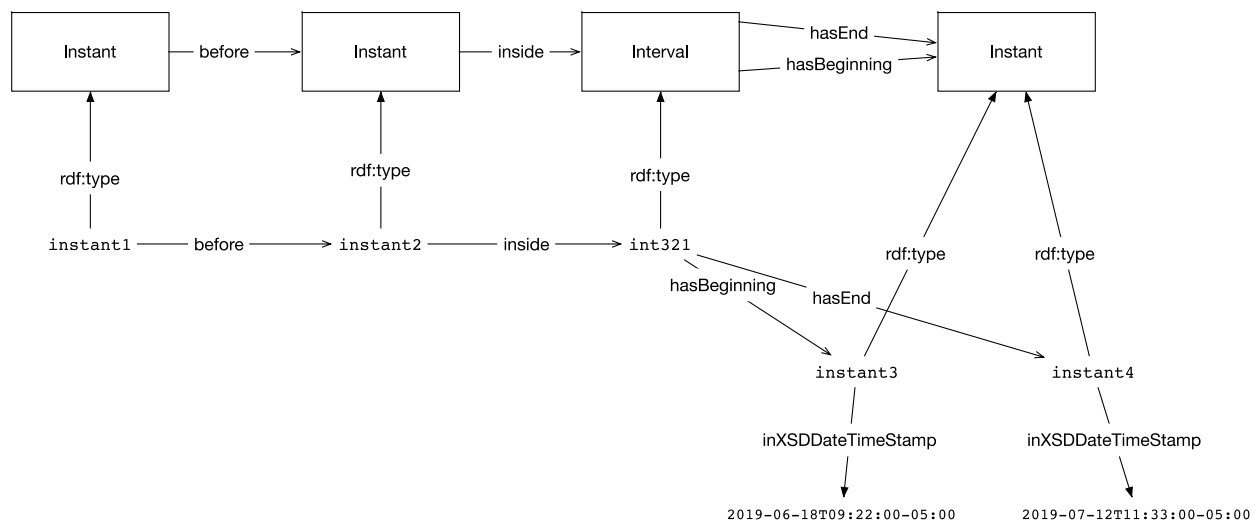 Instant before Instant inside Interval hasEnd Instant
hasBeginning
rdf:type rdf:type rdf:type
instant1 before instant2 inside int321
rdf:type rdf:type
hasBeginning
hasEnd
instant3 instant4
inXSDDateTimeStamp inXSDDateTimeStamp
2019-06-18T09:22:00-05:00 2019-07-12T11:33:00-05:00